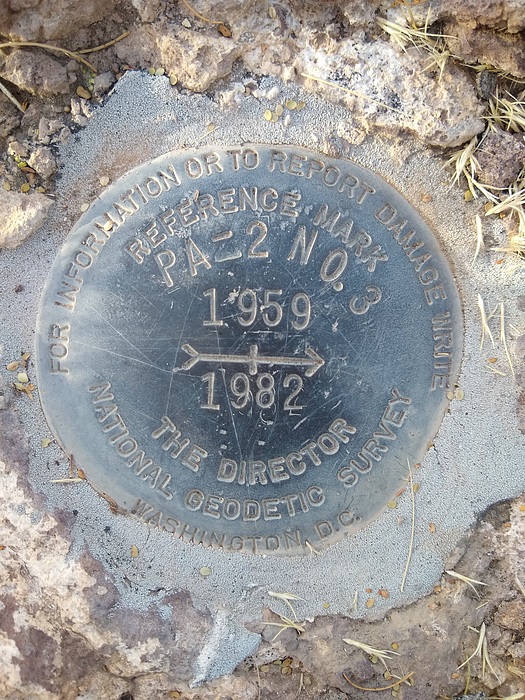 FOR INFORMATION OR TO REPORT DAMAGE WRITE
REFERENCE MARK
PA-2 NO. 3
1959
1982
THE DIRECTOR
NATIONAL GEODETIC SURVEY
WASHINGTON, D.C.